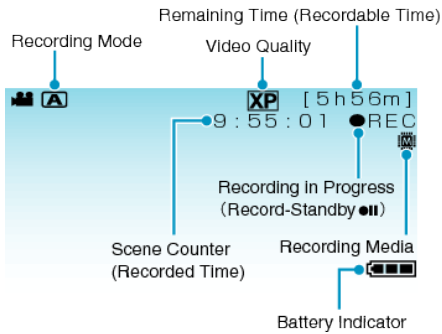 Remaining Time (Recordable Time)
Recording Mode
Video Quality
A
XP [5h56m]
9:55:01 ●REC
M
Recording in Progress
(Record-Standby ●II)
Scene Counter
(Recorded Time)
Recording Media
Battery Indicator